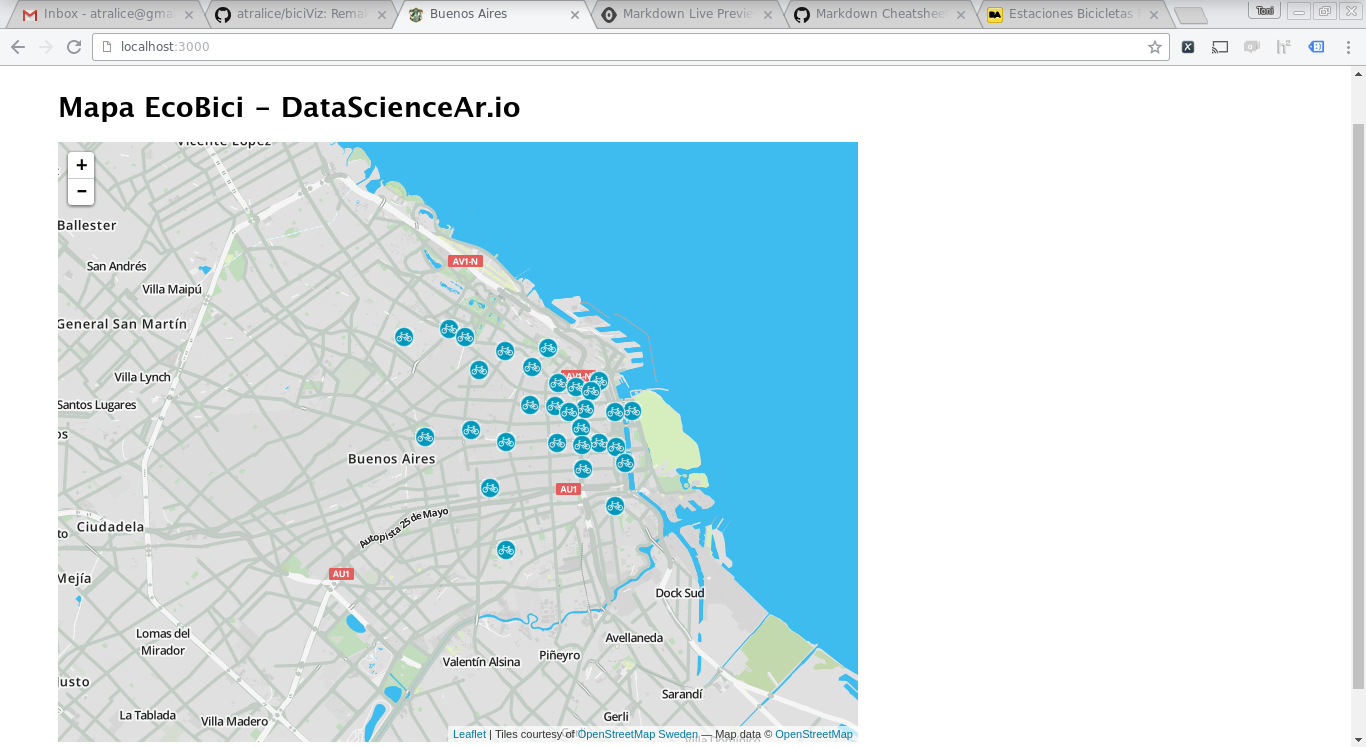 Inbox - atralice@gma
atralice/biciViz: Remak
Buenos Aires
Markdown Live Previe
Markdown Cheatshee
Estaciones Bicicletas
Toni
localhost:3000
Mapa EcoBici - DataScienceAr.io
+
-
Vicente López
Ballester
AV1-N
San Andrés
Villa Maipú
General San Martín
Villa Lynch
AV1-N
Santos Lugares
os
Buenos Aires
AU1
Autopista 25 de Mayo
Ciudadela
to
Mejía
AU1
Dock Sud
Lomas del
Mirador
Avellaneda
Piñeyro
Valentín Alsina
justo
Sarandí
La Tablada
Villa Madero
Gerli
Leaflet | Tiles courtesy of OpenStreetMap Sweden — Map data © OpenStreetMap